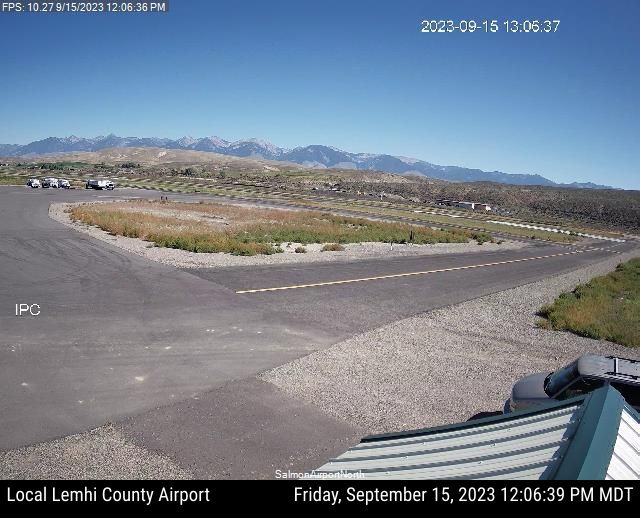 FPS: 10.27 9/15/2023 12:06:36 PM
2023-09-15 13:06:37
IPC
SalmonAirportNorth
Local Lemhi County Airport
Friday, September 15, 2023 12:06:39 PM MDT